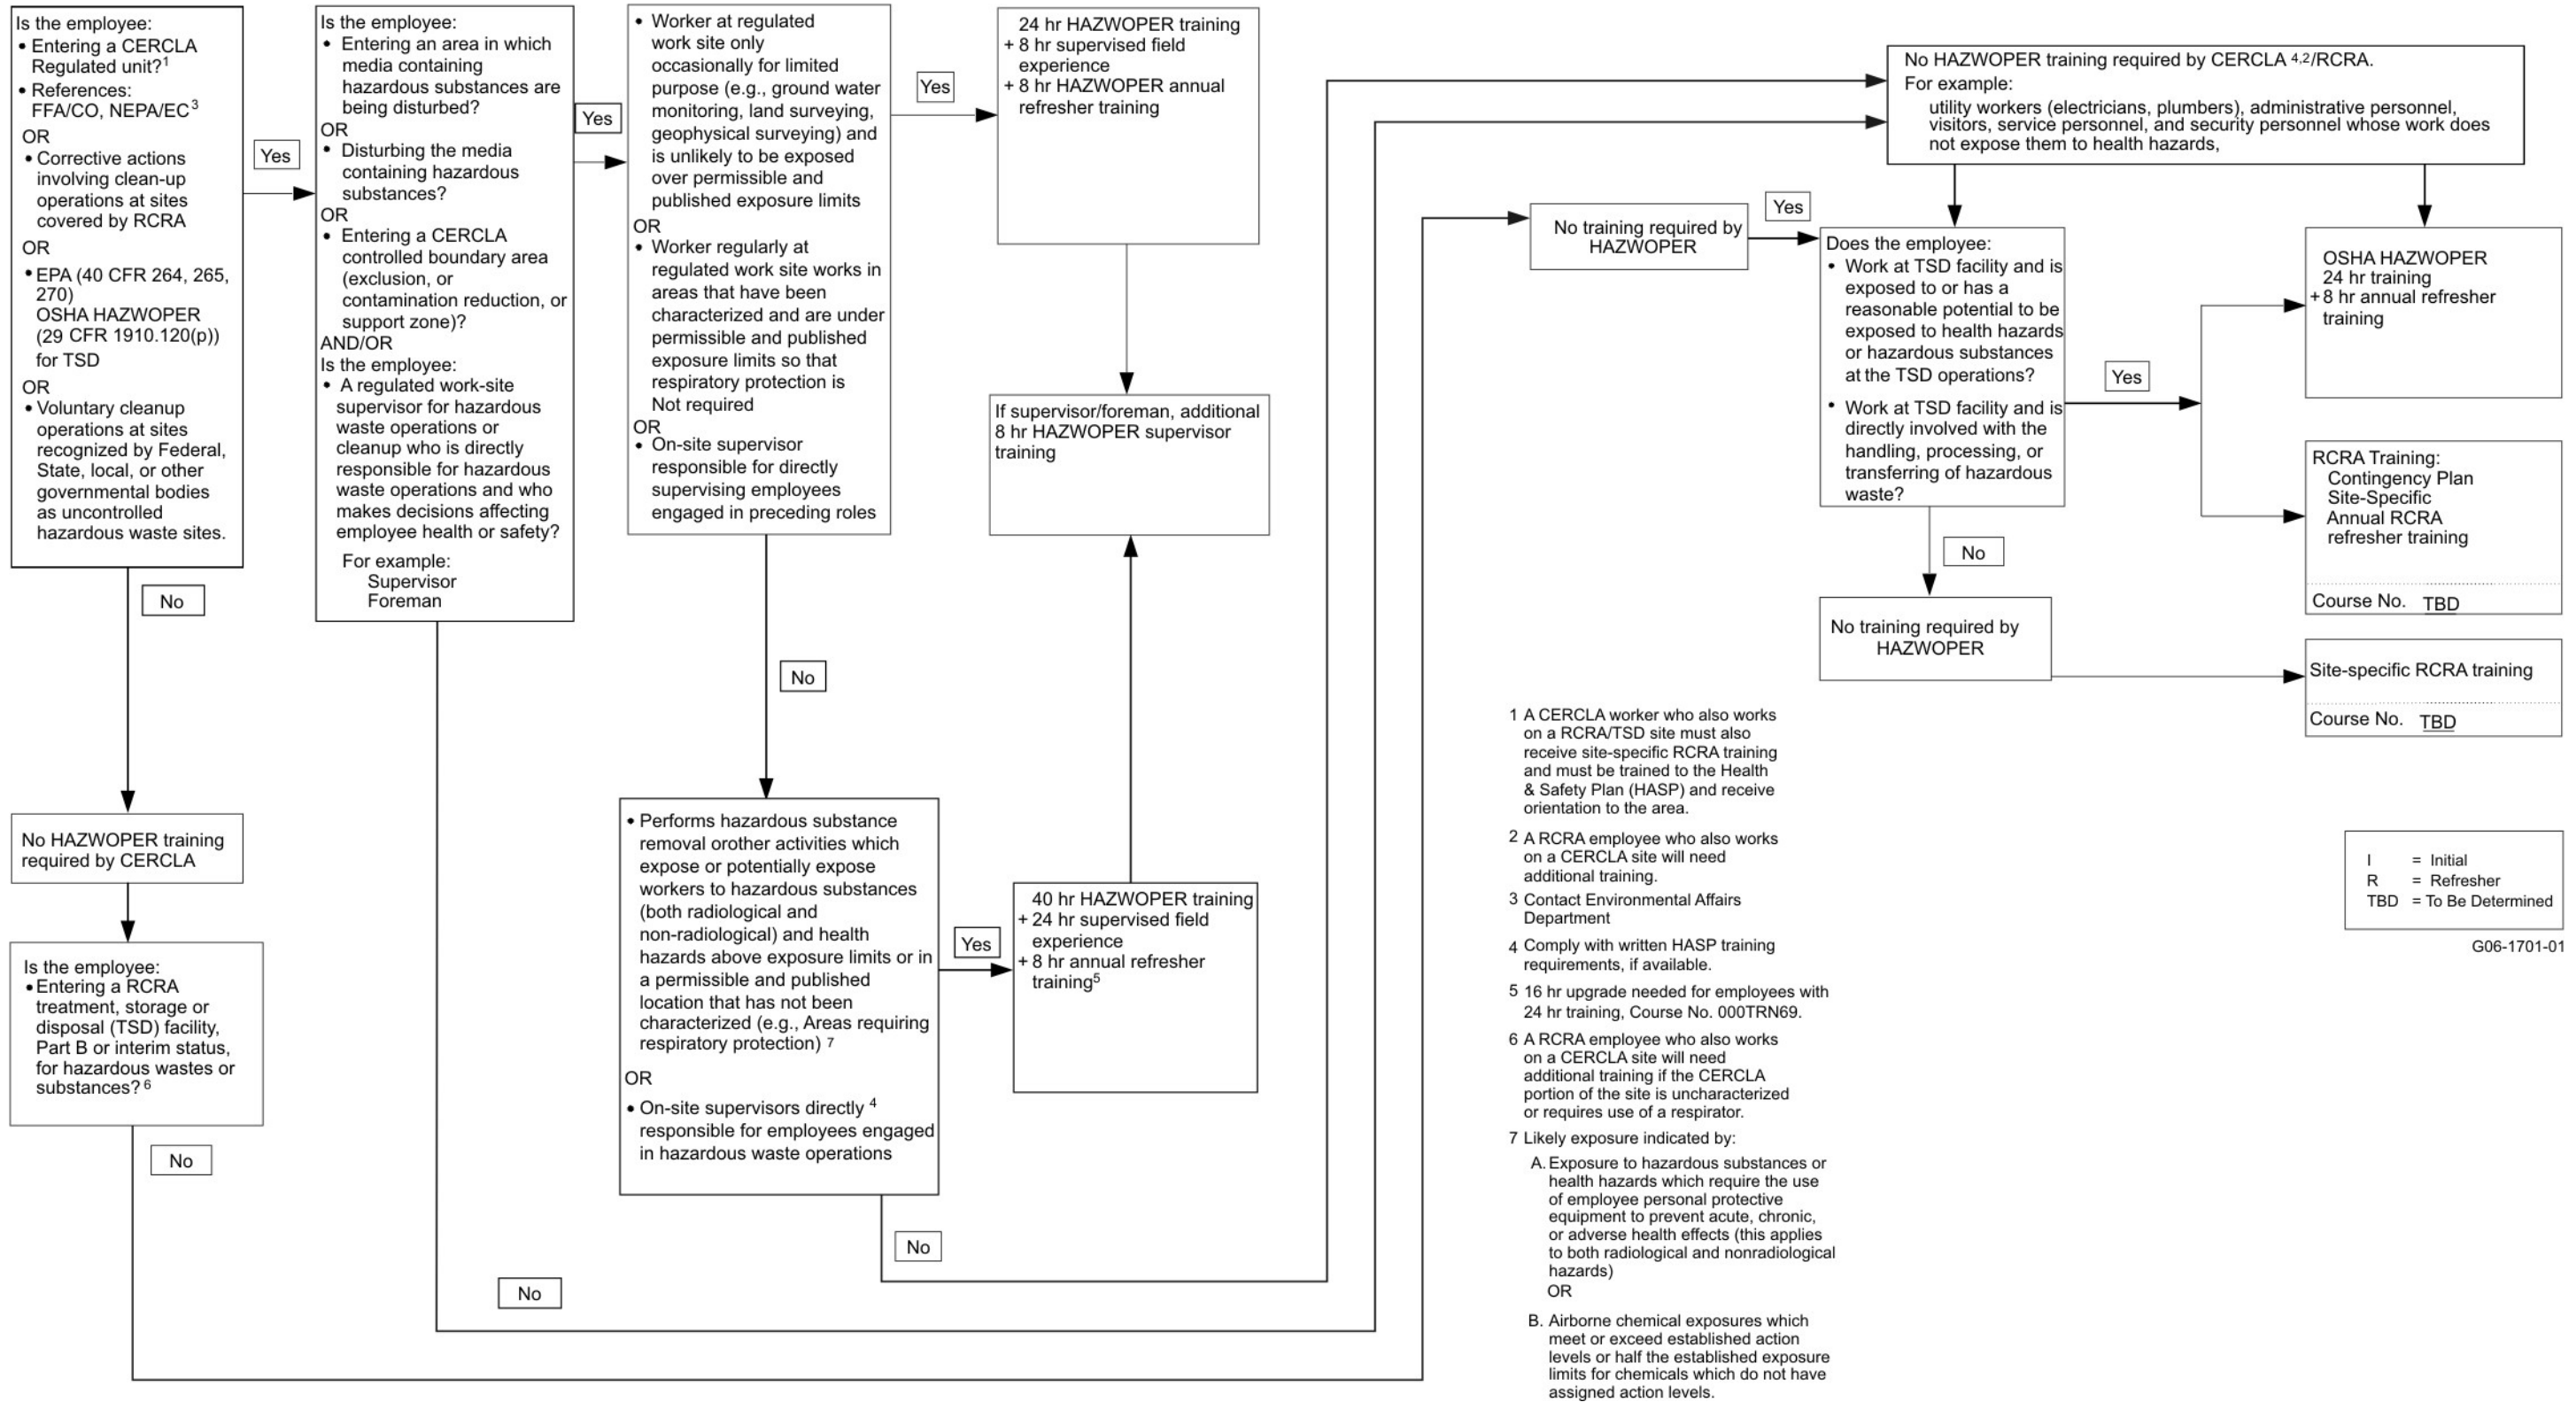 Is the employee:
• Entering a CERCLA
Regulated unit?1
• References:
FFA/CO, NEPA/EC3
OR
• Corrective actions
involving clean-up
operations at sites
covered by RCRA
OR
• EPA (40 CFR 264, 265,
270)
OSHA HAZWOPER
(29 CFR 1910.120(p))
for TSD
OR
• Voluntary cleanup
operations at sites
recognized by Federal,
State, local, or other
governmental bodies
as uncontrolled
hazardous waste sites.
Yes
No
No HAZWOPER training
required by CERCLA
Is the employee:
• Entering a RCRA
treatment, storage or
disposal (TSD) facility,
Part B or interim status,
for hazardous wastes or
substances? 6
No
Is the employee:
• Entering an area in which
media containing
hazardous substances are
being disturbed?
OR
• Disturbing the media
containing hazardous
substances?
OR
• Entering a CERCLA
controlled boundary area
(exclusion, or
contamination reduction, or
support zone)?
AND/OR
Is the employee:
• A regulated work-site
supervisor for hazardous
waste operations or
cleanup who is directly
responsible for hazardous
waste operations and who
makes decisions affecting
employee health or safety?
For example:
Supervisor
Foreman
Yes
No
• Worker at regulated
work site only
occasionally for limited
purpose (e.g., ground water
monitoring, land surveying,
geophysical surveying) and
is unlikely to be exposed
over permissible and
published exposure limits
OR
• Worker regularly at
regulated work site works in
areas that have been
characterized and are under
permissible and published
exposure limits so that
respiratory protection is
Not required
OR
• On-site supervisor
responsible for directly
supervising employees
engaged in preceding roles
Yes
No
• Performs hazardous substance
removal orother activities which
expose or potentially expose
workers to hazardous substances
(both radiological and
non-radiological) and health
hazards above exposure limits or in
a permissible and published
location that has not been
characterized (e.g., Areas requiring
respiratory protection) 7
OR
• On-site supervisors directly 4
responsible for employees engaged
in hazardous waste operations
Yes
No
24 hr HAZWOPER training
+ 8 hr supervised field
experience
+ 8 hr HAZWOPER annual
refresher training
If supervisor/foreman, additional
8 hr HAZWOPER supervisor
training
40 hr HAZWOPER training
+ 24 hr supervised field
experience
+ 8 hr annual refresher
training5
No HAZWOPER training required by CERCLA 4,2/RCRA.
For example:
utility workers (electricians, plumbers), administrative personnel,
visitors, service personnel, and security personnel whose work does
not expose them to health hazards,
No training required by
HAZWOPER
Yes
Does the employee:
• Work at TSD facility and is
exposed to or has a
reasonable potential to be
exposed to health hazards
or hazardous substances
at the TSD operations?
• Work at TSD facility and is
directly involved with the
handling, processing, or
transferring of hazardous
waste?
Yes
No
No training required by
HAZWOPER
OSHA HAZWOPER
24 hr training
+ 8 hr annual refresher
training
RCRA Training:
Contingency Plan
Site-Specific
Annual RCRA
refresher training
Course No. TBD
Site-specific RCRA training
Course No. TBD
1 A CERCLA worker who also works
on a RCRA/TSD site must also
receive site-specific RCRA training
and must be trained to the Health
& Safety Plan (HASP) and receive
orientation to the area.
2 A RCRA employee who also works
on a CERCLA site will need
additional training.
3 Contact Environmental Affairs
Department
4 Comply with written HASP training
requirements, if available.
5 16 hr upgrade needed for employees with
24 hr training, Course No. 000TRN69.
6 A RCRA employee who also works
on a CERCLA site will need
additional training if the CERCLA
portion of the site is uncharacterized
or requires use of a respirator.
7 Likely exposure indicated by:
A. Exposure to hazardous substances or
health hazards which require the use
of employee personal protective
equipment to prevent acute, chronic,
or adverse health effects (this applies
to both radiological and nonradiological
hazards)
OR
B. Airborne chemical exposures which
meet or exceed established action
levels or half the established exposure
limits for chemicals which do not have
assigned action levels.
I = Initial
R = Refresher
TBD = To Be Determined
G06-1701-01